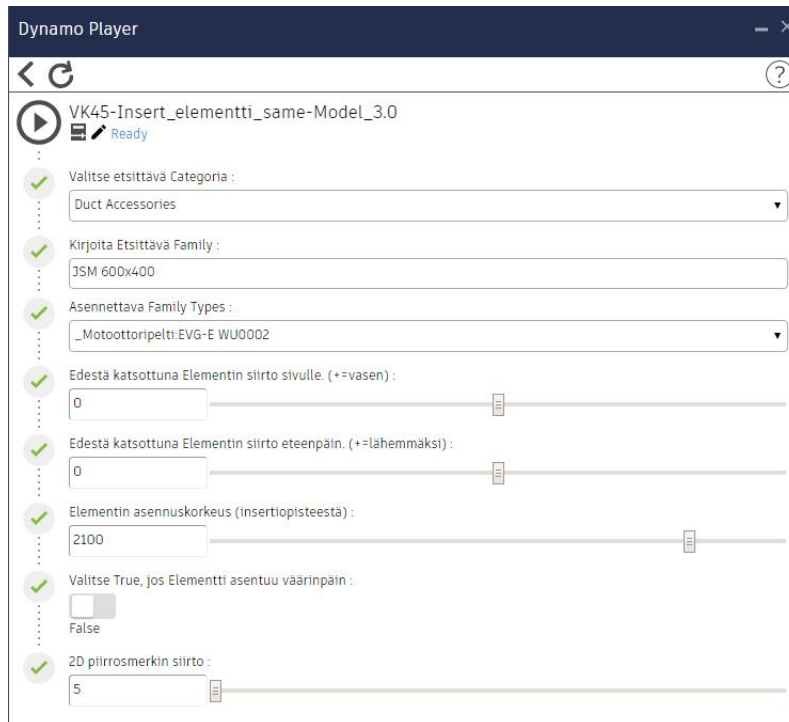 Dynamo Player
VK45-Insert_elementti_same-Model_3.0
Ready
Valitse etsittävä Categoria :
Duct Accessories
Kirjoita Etsittävä Family :
JSM 600x400
Asennettava Family Types :
_Motoottoripelti:EVG-E WU0002
Edestä katsottuna Elementin siirto sivulle. (+=vasen) :
0
Edestä katsottuna Elementin siirto eteenpäin. (+=lähemmäksi) :
0
Elementin asennuskorkeus (insertiopisteestä) :
2100
Valitse True, jos Elementti asentuu väärinpäin :
False
2D piirrosmerkin siirto :
5